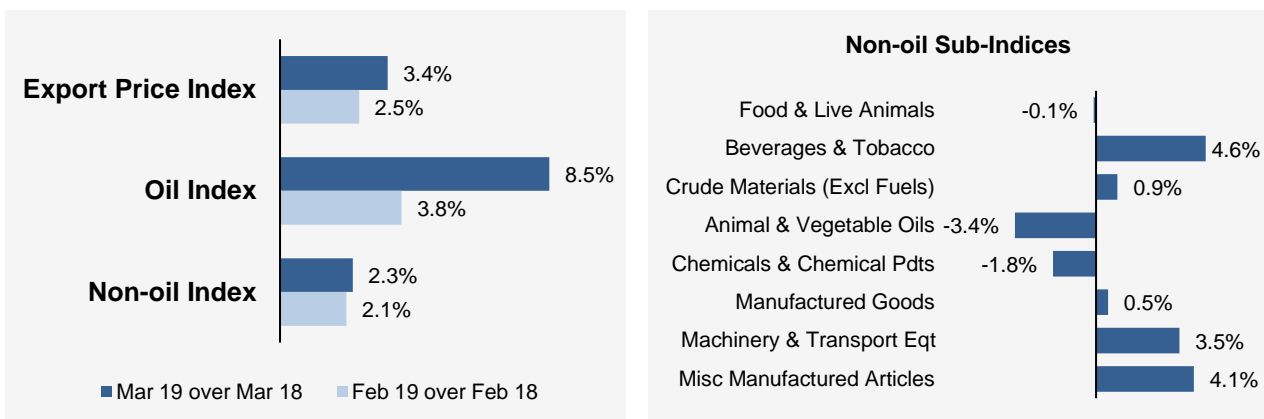 Export Price Index
3.4%
2.5%
Oil Index
8.5%
3.8%
Non-oil Index
2.3%
2.1%
Mar 19 over Mar 18
Feb 19 over Feb 18
Non-oil Sub-Indices
Food & Live Animals -0.1%
Beverages & Tobacco 4.6%
Crude Materials (Excl Fuels) 0.9%
Animal & Vegetable Oils -3.4%
Chemicals & Chemical Pdts -1.8%
Manufactured Goods 0.5%
Machinery & Transport Eqt 3.5%
Misc Manufactured Articles 4.1%